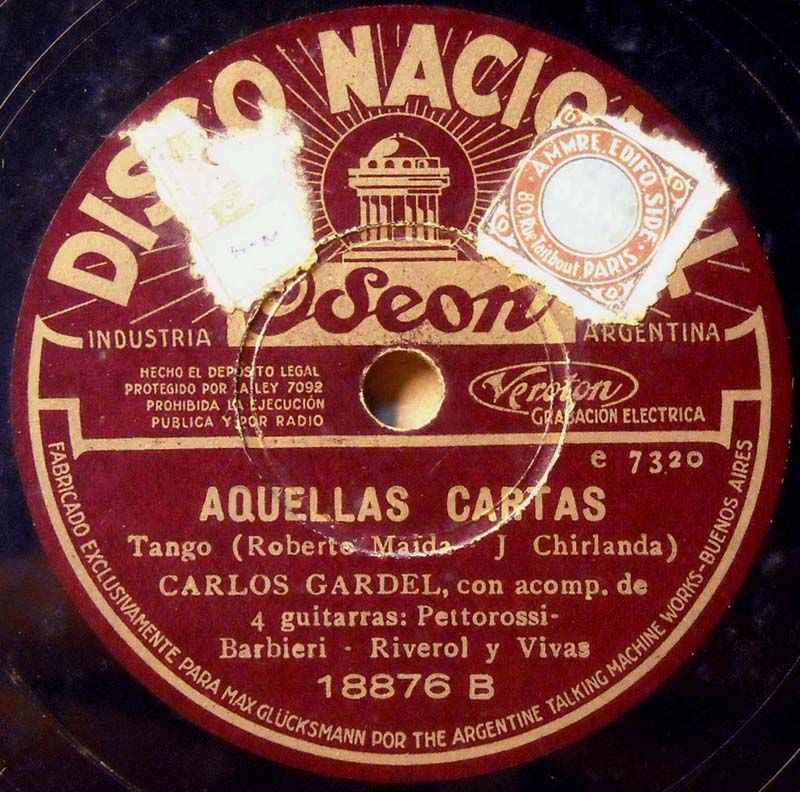 DISCO NACIONAL
AMMRE. EDIFO SIDE.
80, Rue Taitbout PARIS.
Odeon
INDUSTRIA ARGENTINA
HECHO EL DEPOSITO LEGAL
PROTEGIDO POR LA LEY 7092
PROHIBIDA LA EJECUCIÓN
PUBLICA Y POR RADIO
Veroton
GRABACIÓN ELECTRICA
e 7320
AQUELLAS CARTAS
Tango (Roberto Maida - J Chirlanda)
CARLOS GARDEL, con acomp. de
4 guitarras: Pettorossi-
Barbieri - Riverol y Vivas
18876 B
FABRICADO EXCLUSIVAMENTE PARA MAX GLÜCKSMANN POR THE ARGENTINE TALKING MACHINE WORKS-BUENOS AIRES